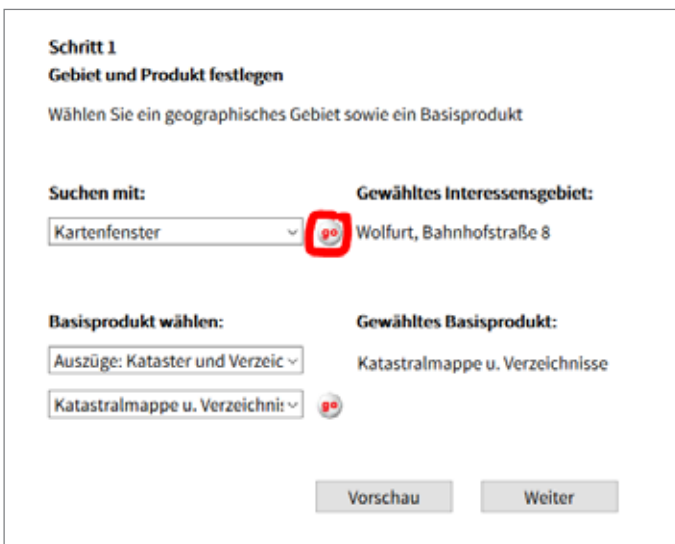 Schritt 1
Gebiet und Produkt festlegen
Wählen Sie ein geographisches Gebiet sowie ein Basisprodukt
Suchen mit:
Gewähltes Interessensgebiet:
Kartenfenster
go
Wolfurt, Bahnhofstraße 8
Basisprodukt wählen:
Gewähltes Basisprodukt:
Auszüge: Kataster und Verzeic
Katastralmappe u. Verzeichnisse
Katastralmappe u. Verzeichni:
go
Vorschau
Weiter